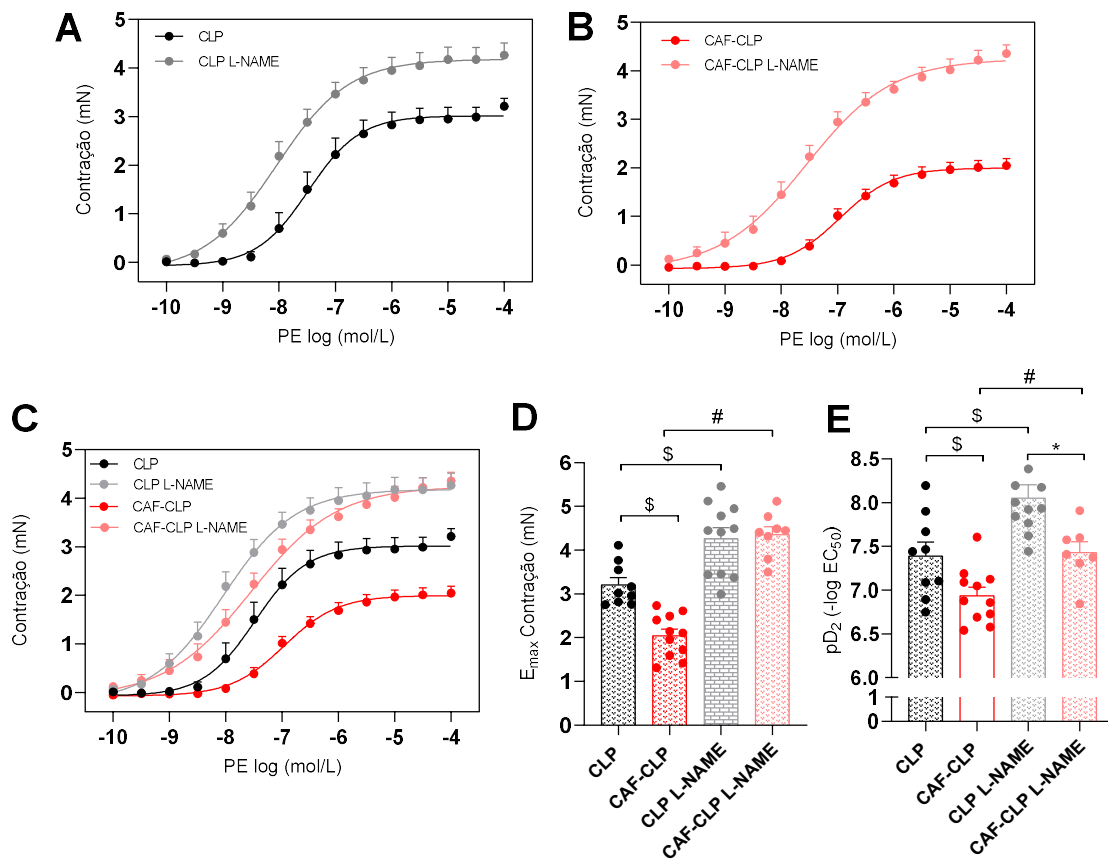 A
CLP
CLP L-NAME
Contração (mN)
5
4
3
2
1
0
-10 -9 -8 -7 -6 -5 -4
PE log (mol/L)
B
CAF-CLP
CAF-CLP L-NAME
Contração (mN)
5
4
3
2
1
0
-10 -9 -8 -7 -6 -5 -4
PE log (mol/L)
C
CLP
CLP L-NAME
CAF-CLP
CAF-CLP L-NAME
Contração (mN)
5
4
3
2
1
0
-10 -9 -8 -7 -6 -5 -4
PE log (mol/L)
D
#
$
$
Emax Contração (mN)
6
5
4
3
2
1
0
CLP
CAF-CLP
CLP L-NAME
CAF-CLP L-NAME
E
#
$
$ *
pD2 (-log EC50)
8.5
8.0
7.5
7.0
6.5
6.0
1
0
CLP
CAF-CLP
CLP L-NAME
CAF-CLP L-NAME